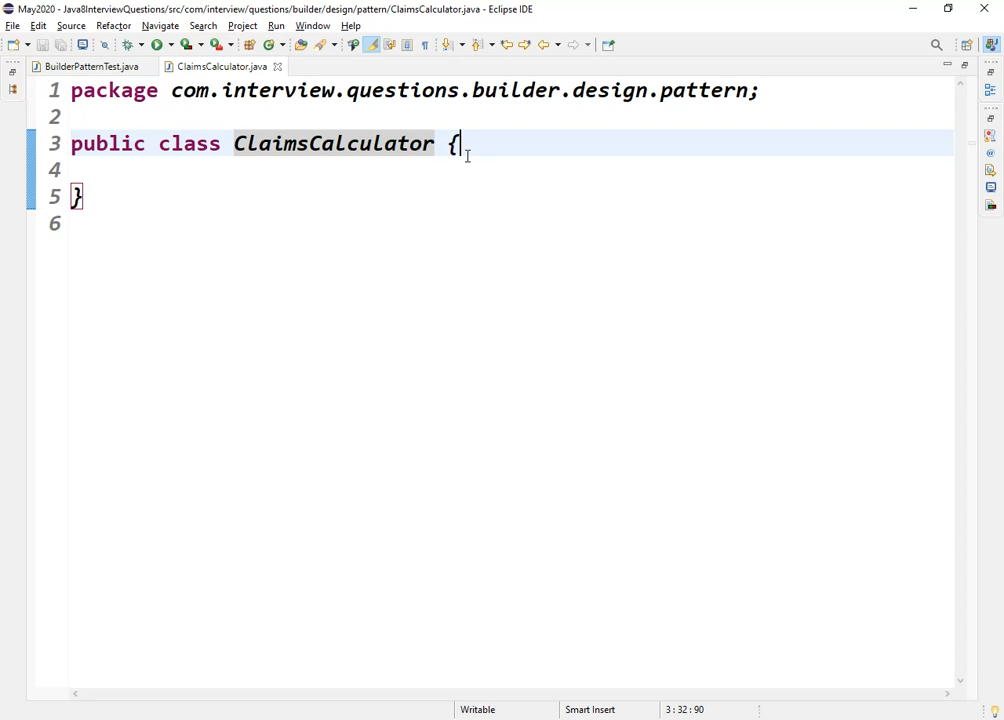 May2020 - Java8InterviewQuestions/src/com/interview/questions/builder/design/pattern/ClaimsCalculator.java - Eclipse IDE
File Edit Source Refactor Navigate Search Project Run Window Help
BuilderPatternTest.java ClaimsCalculator.java
1 package com.interview.questions.builder.design.pattern;
2
3 public class ClaimsCalculator {
4
5 }
6
Writable Smart Insert 3 : 32 : 90